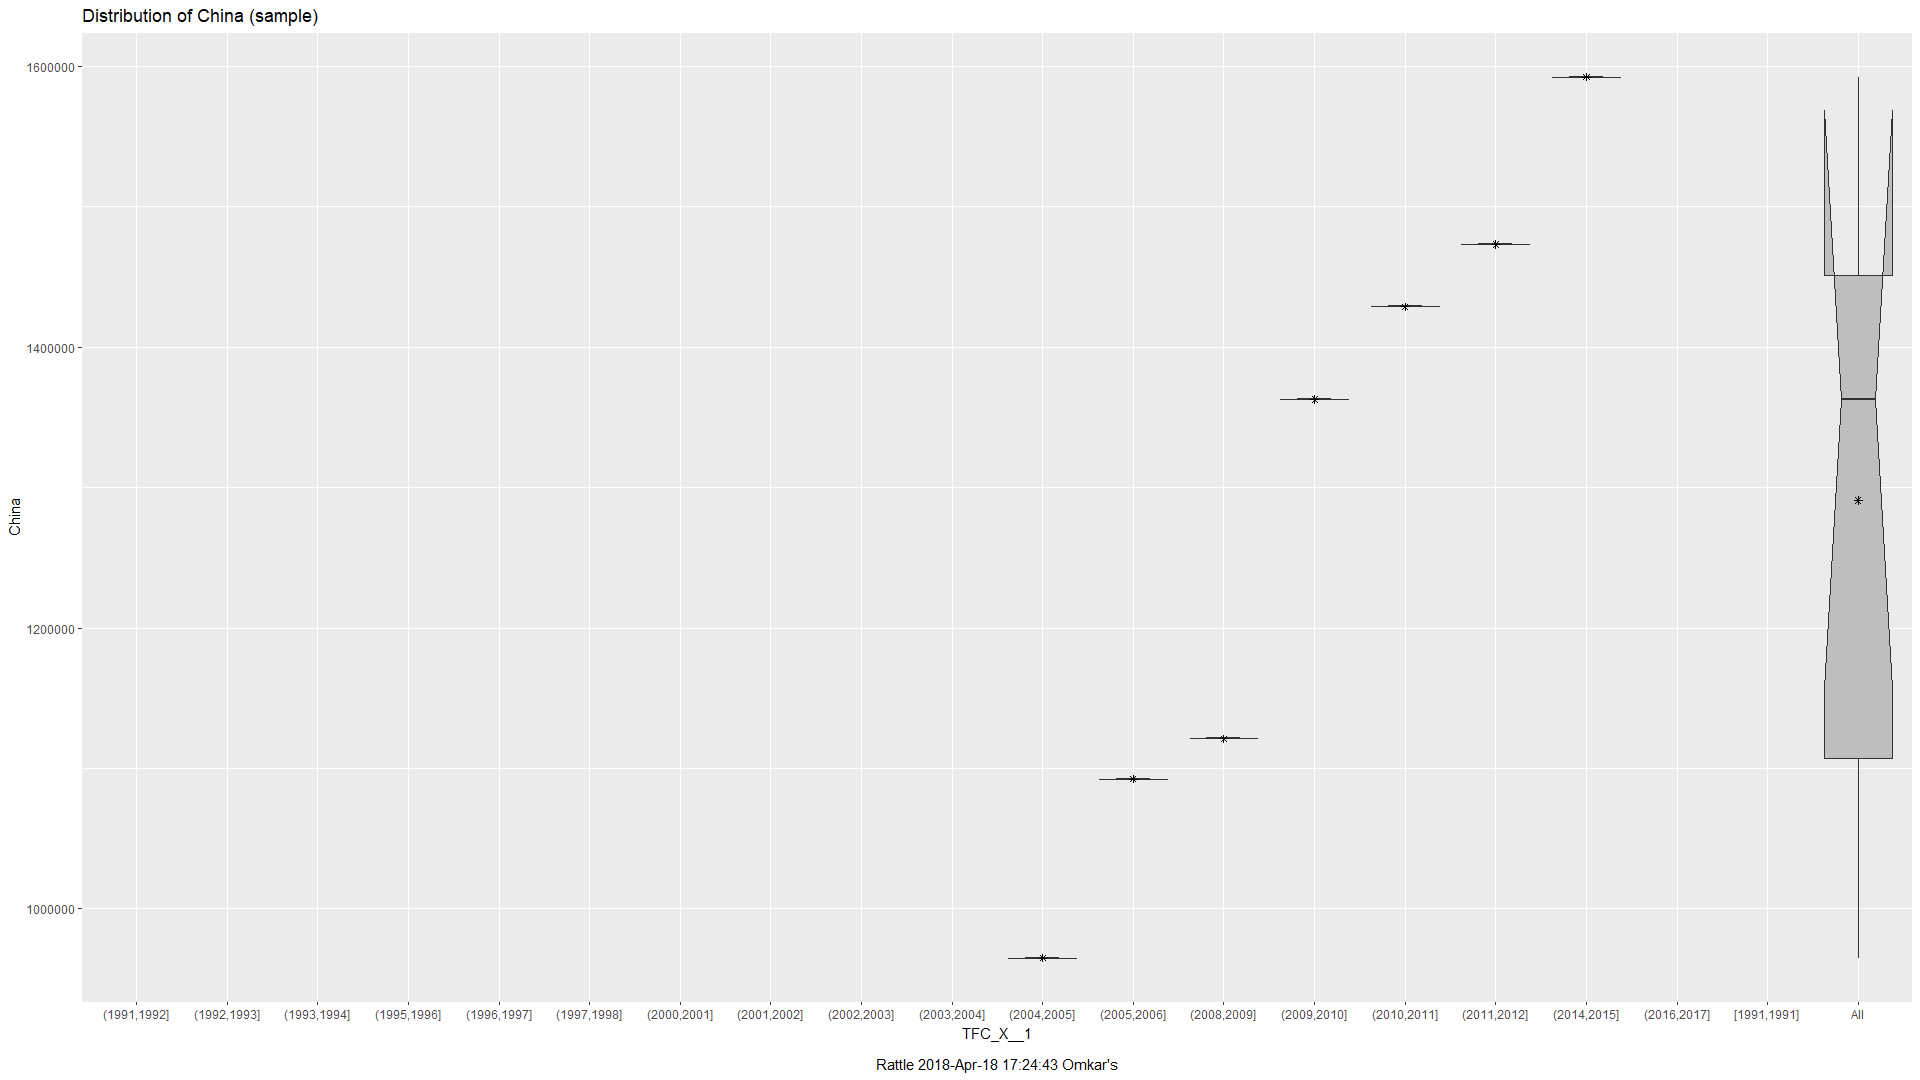 Distribution of China (sample)
1600000
1400000
1200000
1000000
China
(1991,1992] (1992,1993] (1993,1994] (1995,1996] (1996,1997] (1997,1998] (2000,2001] (2001,2002] (2002,2003] (2003,2004] (2004,2005] (2005,2006] (2008,2009] (2009,2010] (2010,2011] (2011,2012] (2014,2015] (2016,2017] [1991,1991] All
TFC_X__1
Rattle 2018-Apr-18 17:24:43 Omkar's